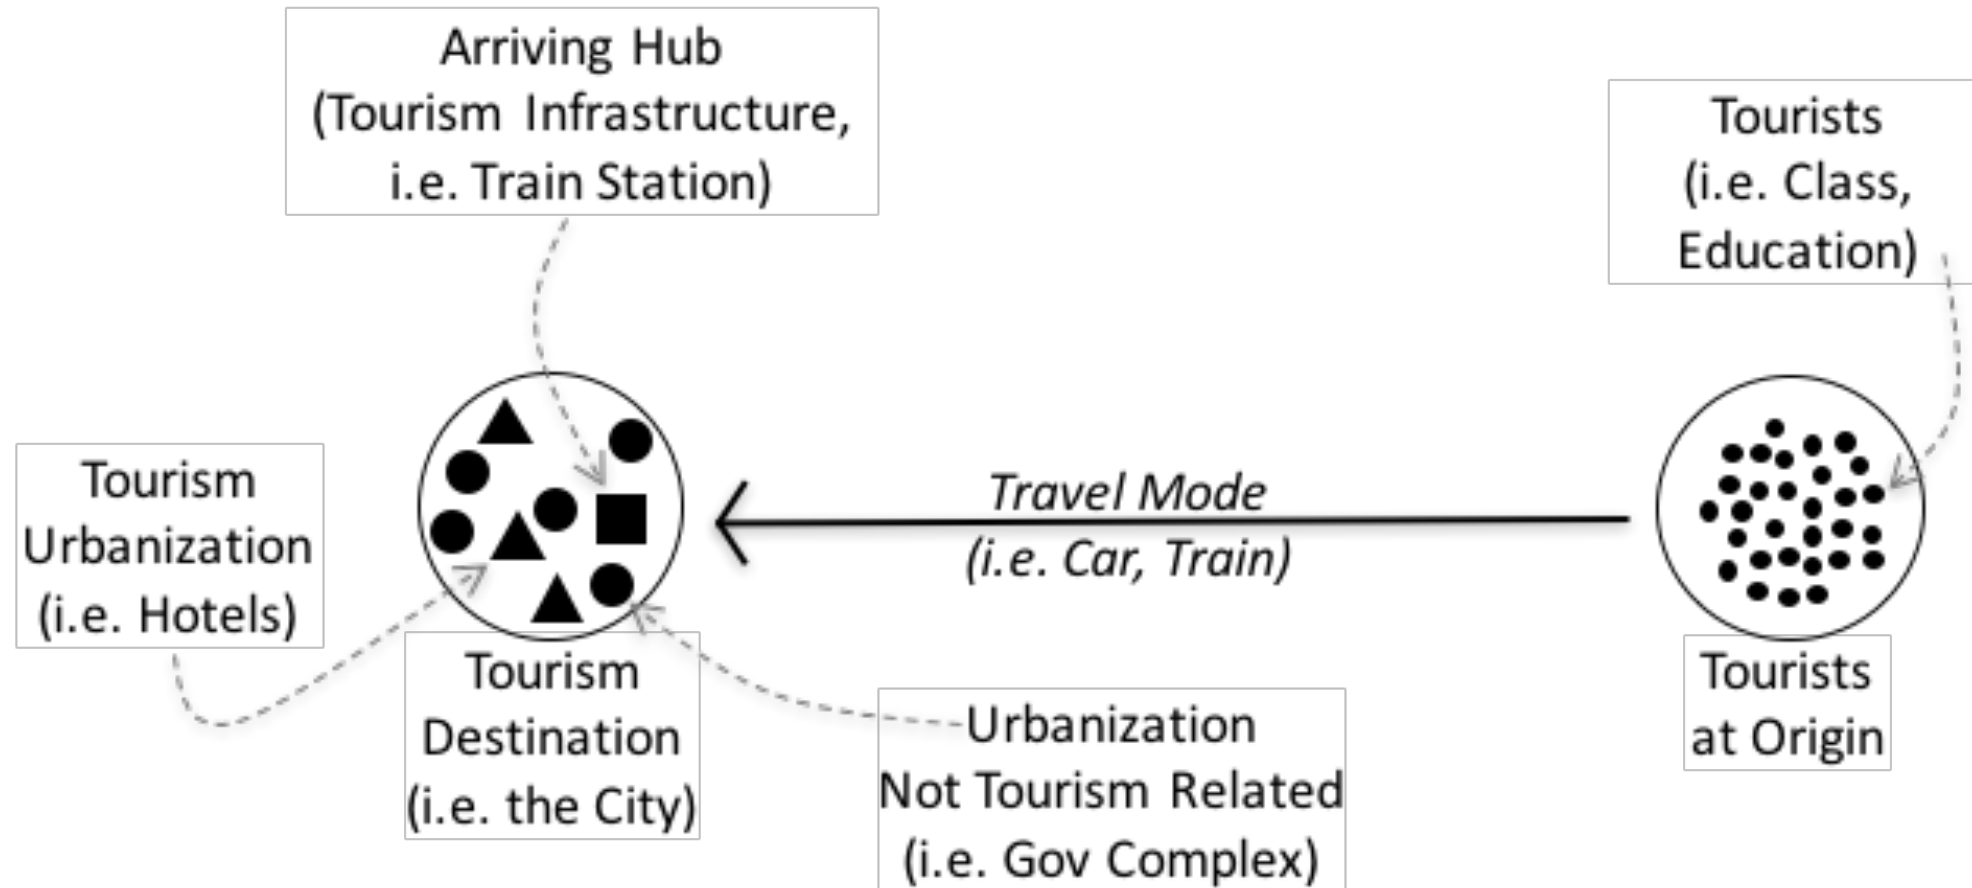 Arriving Hub
(Tourism Infrastructure,
i.e. Train Station)
Tourists
(i.e. Class,
Education)
Tourism
Urbanization
(i.e. Hotels)
Travel Mode
(i.e. Car, Train)
Tourism
Destination
(i.e. the City)
Urbanization
Not Tourism Related
(i.e. Gov Complex)
Tourists
at Origin